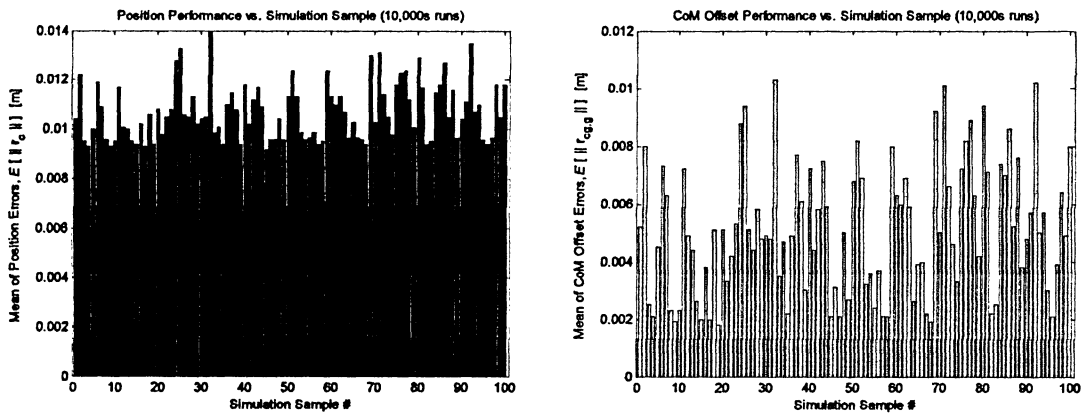 Position Performance vs. Simulation Sample (10,000s runs)
Mean of Position Errors, E [ || r_c || ] [m]
0.014
0.012
0.01
0.008
0.006
0.004
0.002
0
0 10 20 30 40 50 60 70 80 90 100
Simulation Sample #
CoM Offset Performance vs. Simulation Sample (10,000s runs)
Mean of CoM Offset Errors, E [ || r_cg,g || ] [m]
0.012
0.01
0.008
0.006
0.004
0.002
0
0 10 20 30 40 50 60 70 80 90 100
Simulation Sample #